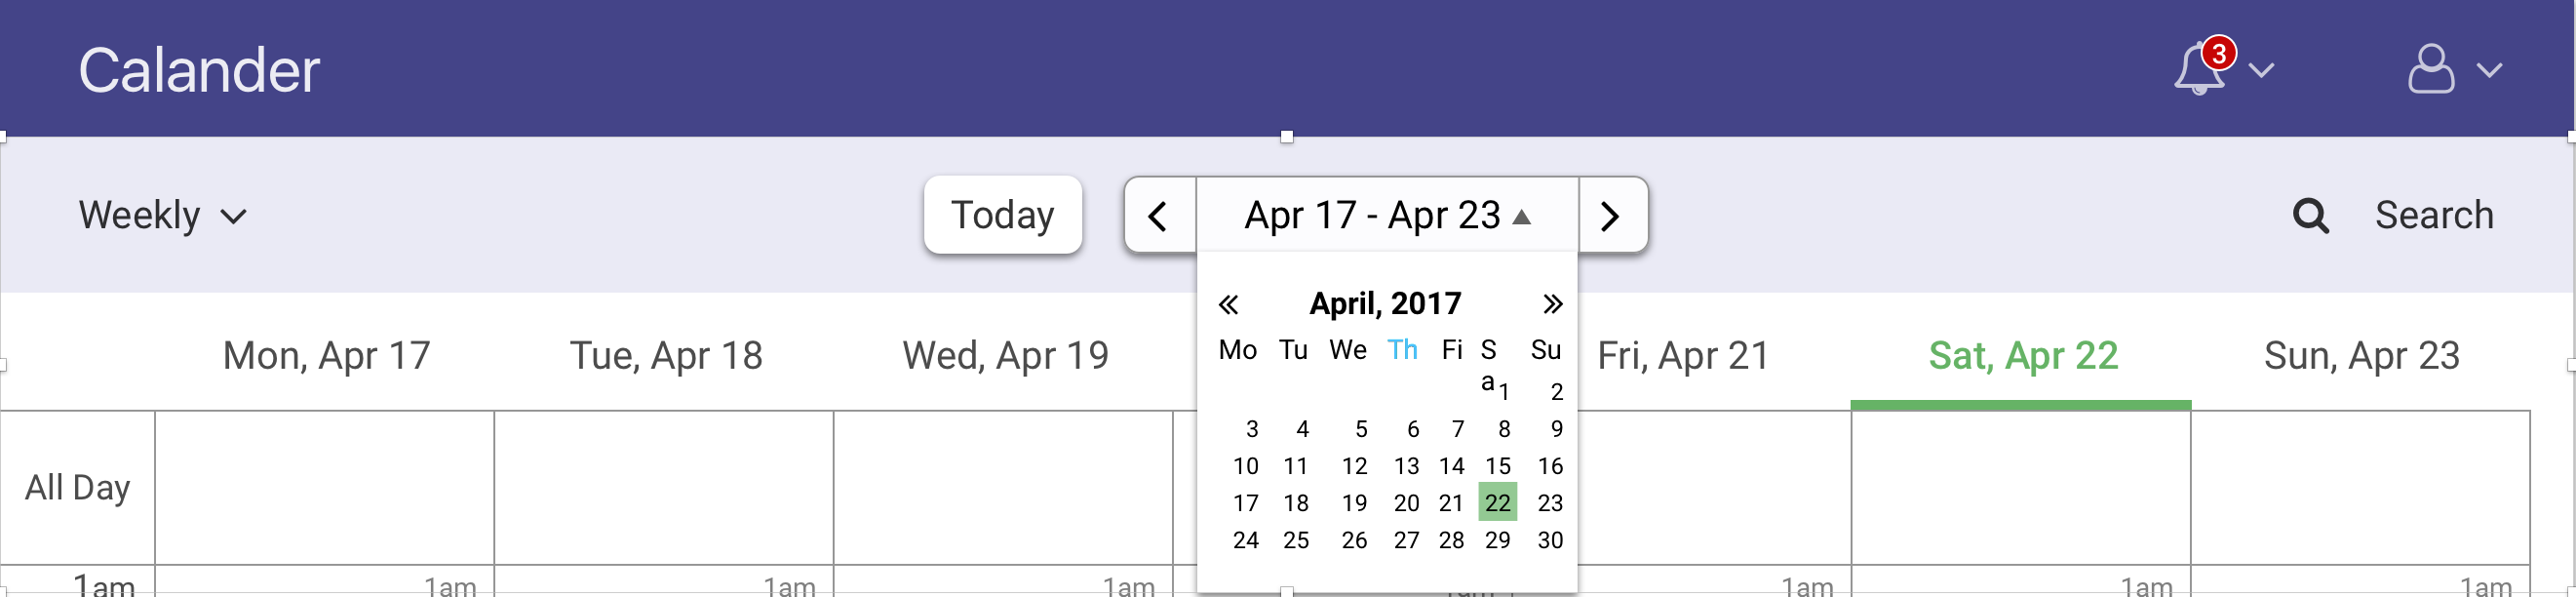 Calander
3
Weekly
Today
Apr 17 - Apr 23
Search
April, 2017
Mo Tu We Th Fi Sa Su
1 2
3 4 5 6 7 8 9
10 11 12 13 14 15 16
17 18 19 20 21 22 23
24 25 26 27 28 29 30
Mon, Apr 17 Tue, Apr 18 Wed, Apr 19 Fri, Apr 21 Sat, Apr 22 Sun, Apr 23
All Day
1am 1am 1am 1am 1am 1am 1am